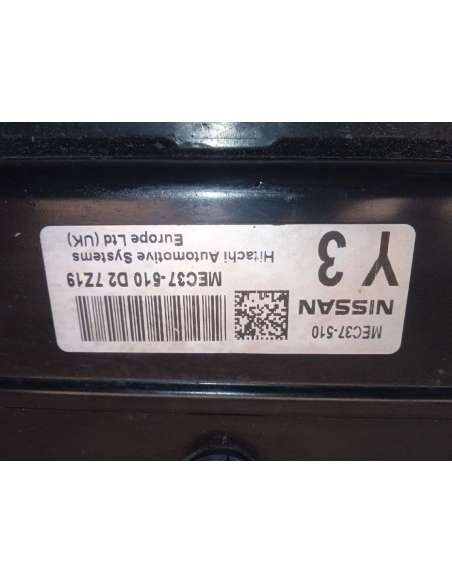 MEC37-510
NISSAN
Y 3
MEC37-510 D2 7Z19
Hitachi Automotive Systems
Europe Ltd (UK)